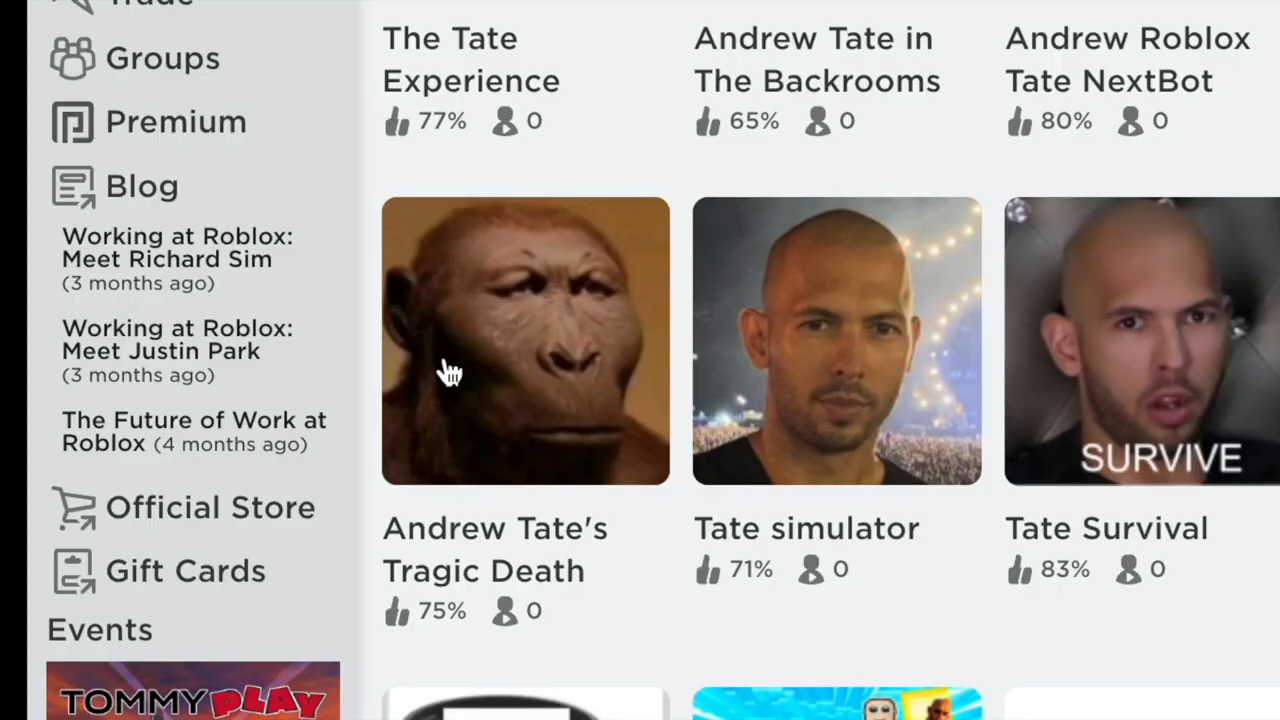 Trade
Groups
Premium
Blog
Working at Roblox:
Meet Richard Sim
(3 months ago)
Working at Roblox:
Meet Justin Park
(3 months ago)
The Future of Work at
Roblox (4 months ago)
Official Store
Gift Cards
Events
TOMMY PLAY
The Tate
Experience
77% 0
Andrew Tate in
The Backrooms
65% 0
Andrew Roblox
Tate NextBot
80% 0
SURVIVE
Andrew Tate's
Tragic Death
75% 0
Tate simulator
71% 0
Tate Survival
83% 0